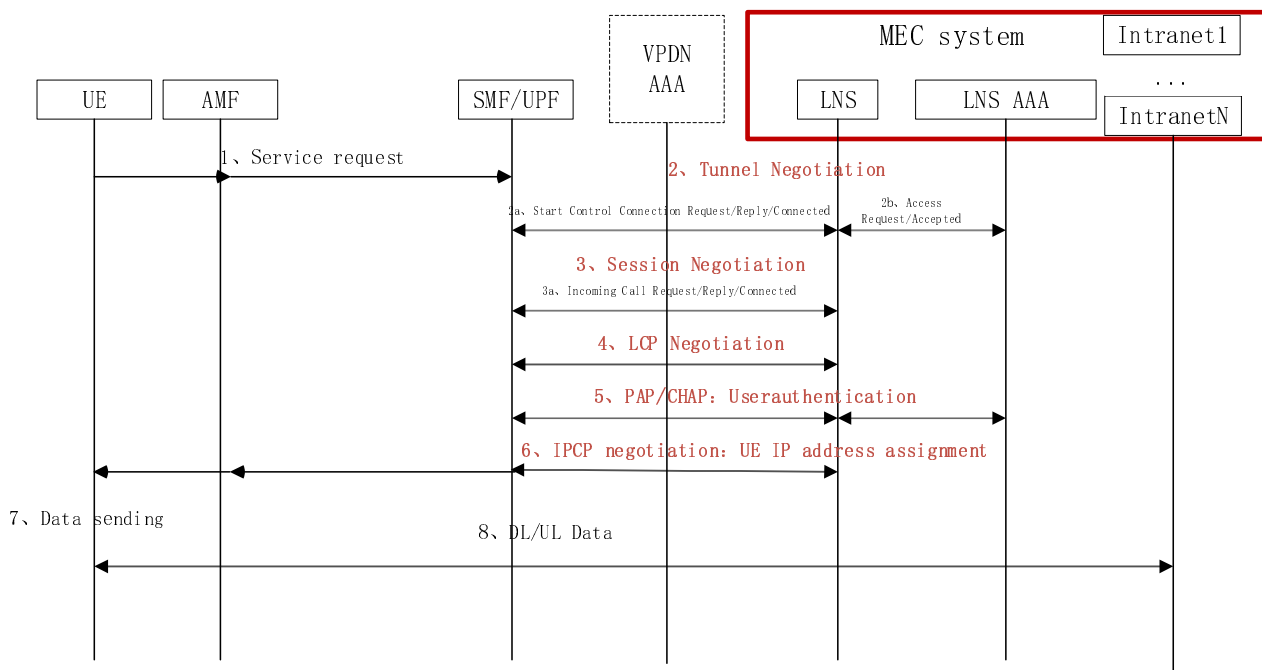 MEC system
Intranet1
VPDN
AAA
...
UE
AMF
SMF/UPF
LNS
LNS AAA
IntranetN
1、Service request
2、Tunnel Negotiation
2a、Start Control Connection Request/Reply/Connected
2b、Access
Request/Accepted
3、Session Negotiation
3a、Incoming Call Request/Reply/Connected
4、LCP Negotiation
5、PAP/CHAP：Userauthentication
6、IPCP negotiation：UE IP address assignment
7、Data sending
8、DL/UL Data